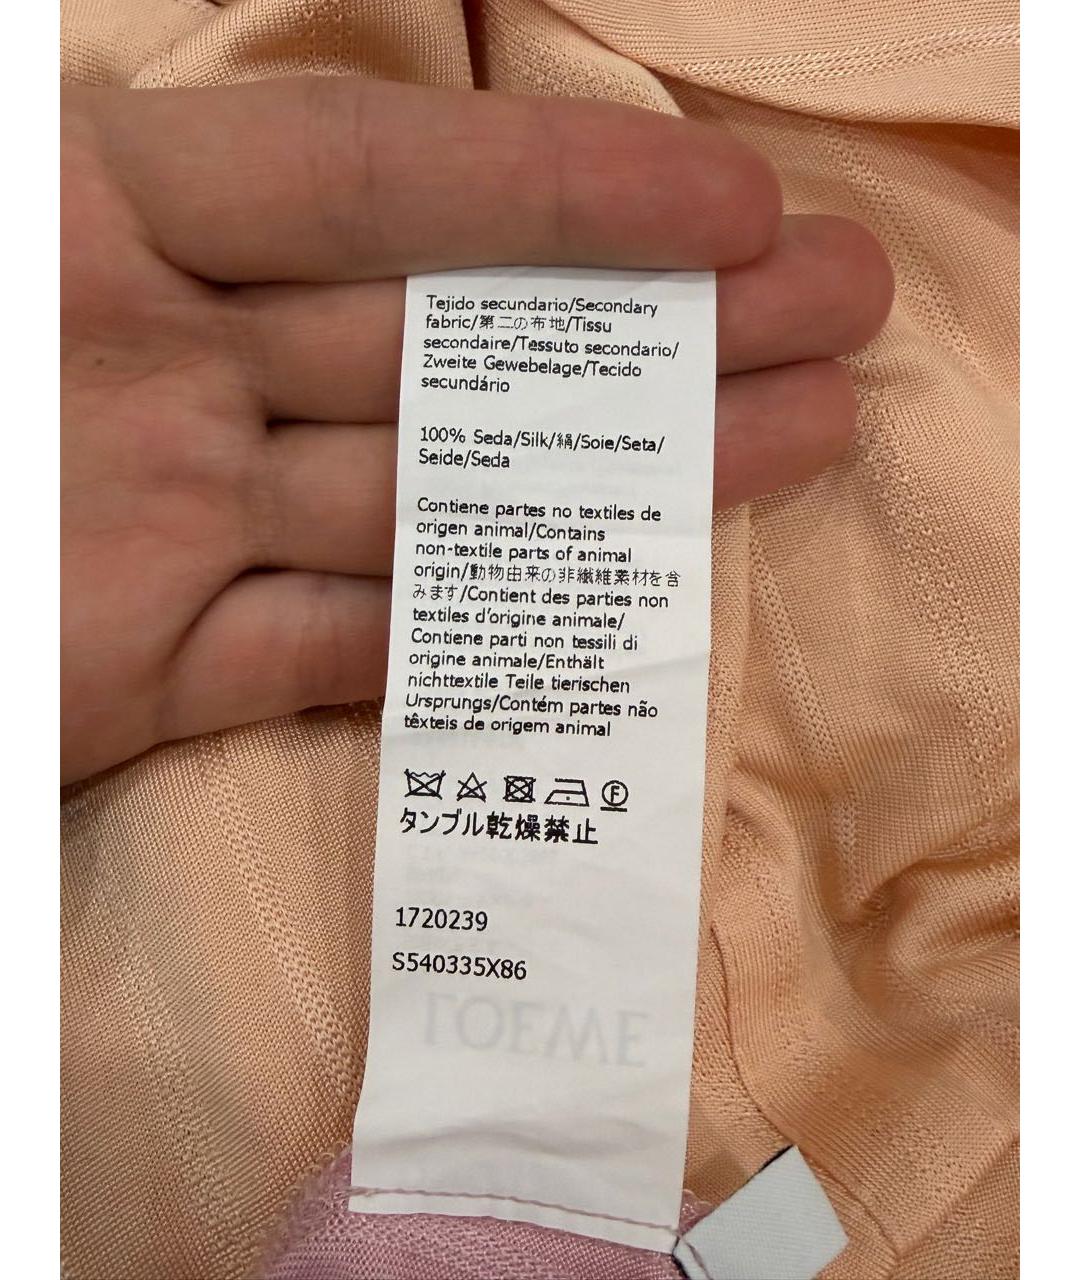 Tejido secundario/Secondary
fabric/第二の布地/Tissu
secondaire/Tessuto secondario/
Zweite Gewebelage/Tecido
secundário
100% Seda/Silk/絹/Soie/Seta/
Seide/Seda
Contiene partes no textiles de
origen animal/Contains
non-textile parts of animal
origin/動物由来の非繊維素材を含
みます/Contient des parties non
textiles d'origine animale/
Contiene parti non tessili di
origine animale/Enthält
nichttextile Teile tierischen
Ursprungs/Contém partes não
têxteis de origem animal
F
タンブル乾燥禁止
1720239
S540335X86
LOEWE